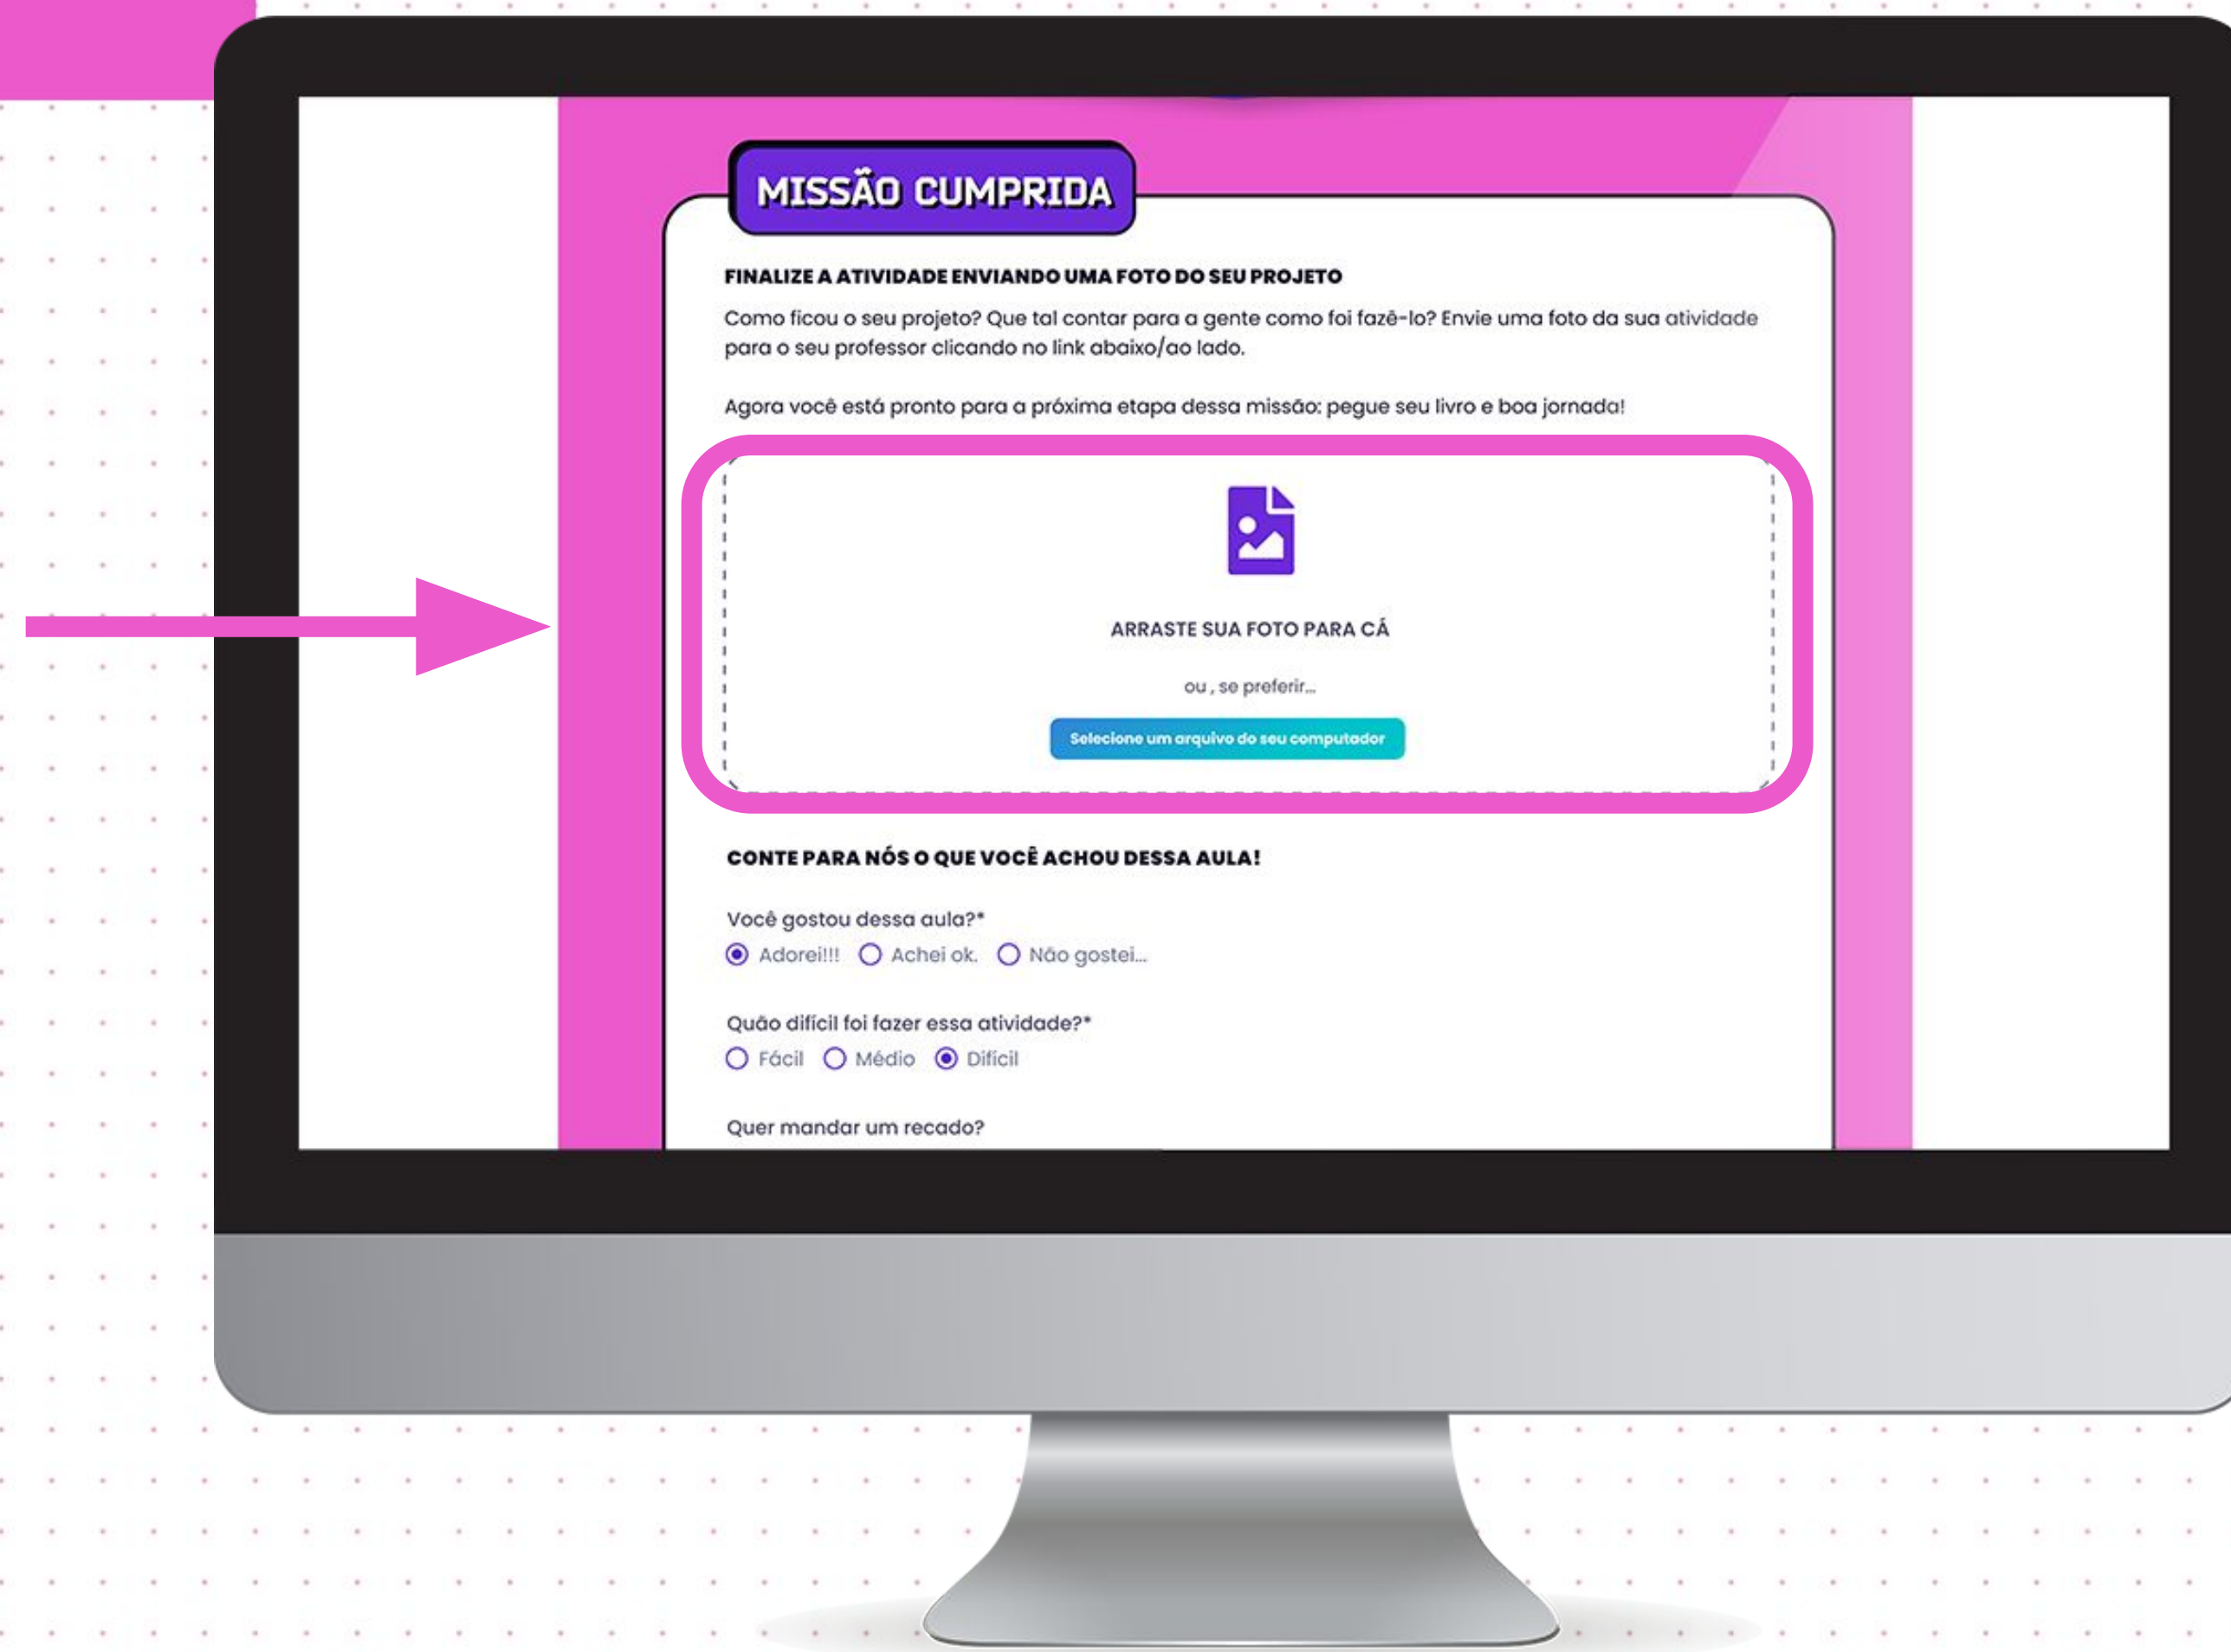 MISSÃO CUMPRIDA
FINALIZE A ATIVIDADE ENVIANDO UMA FOTO DO SEU PROJETO
Como ficou o seu projeto? Que tal contar para a gente como foi fazê-lo? Envie uma foto da sua atividade
para o seu professor clicando no link abaixo/ao lado.
Agora você está pronto para a próxima etapa dessa missão: pegue seu livro e boa jornada!
ARRASTE SUA FOTO PARA CÁ
ou , se preferir...
Selecione um arquivo do seu computador
CONTE PARA NÓS O QUE VOCÊ ACHOU DESSA AULA!
Você gostou dessa aula?*
Adorei!!! Achei ok. Não gostei...
Quão difícil foi fazer essa atividade?*
Fácil Médio Difícil
Quer mandar um recado?